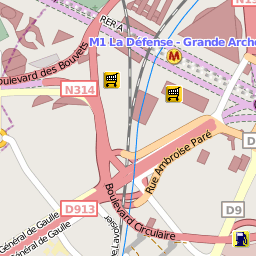 RER A
N13
M1 La Défense - Grande Arche
Boulevard des Bouvets
N314
Rue Ambroise Paré
D
D913
D9
Boulevard Circulaire
Général de Gaulle
Général de Gaulle